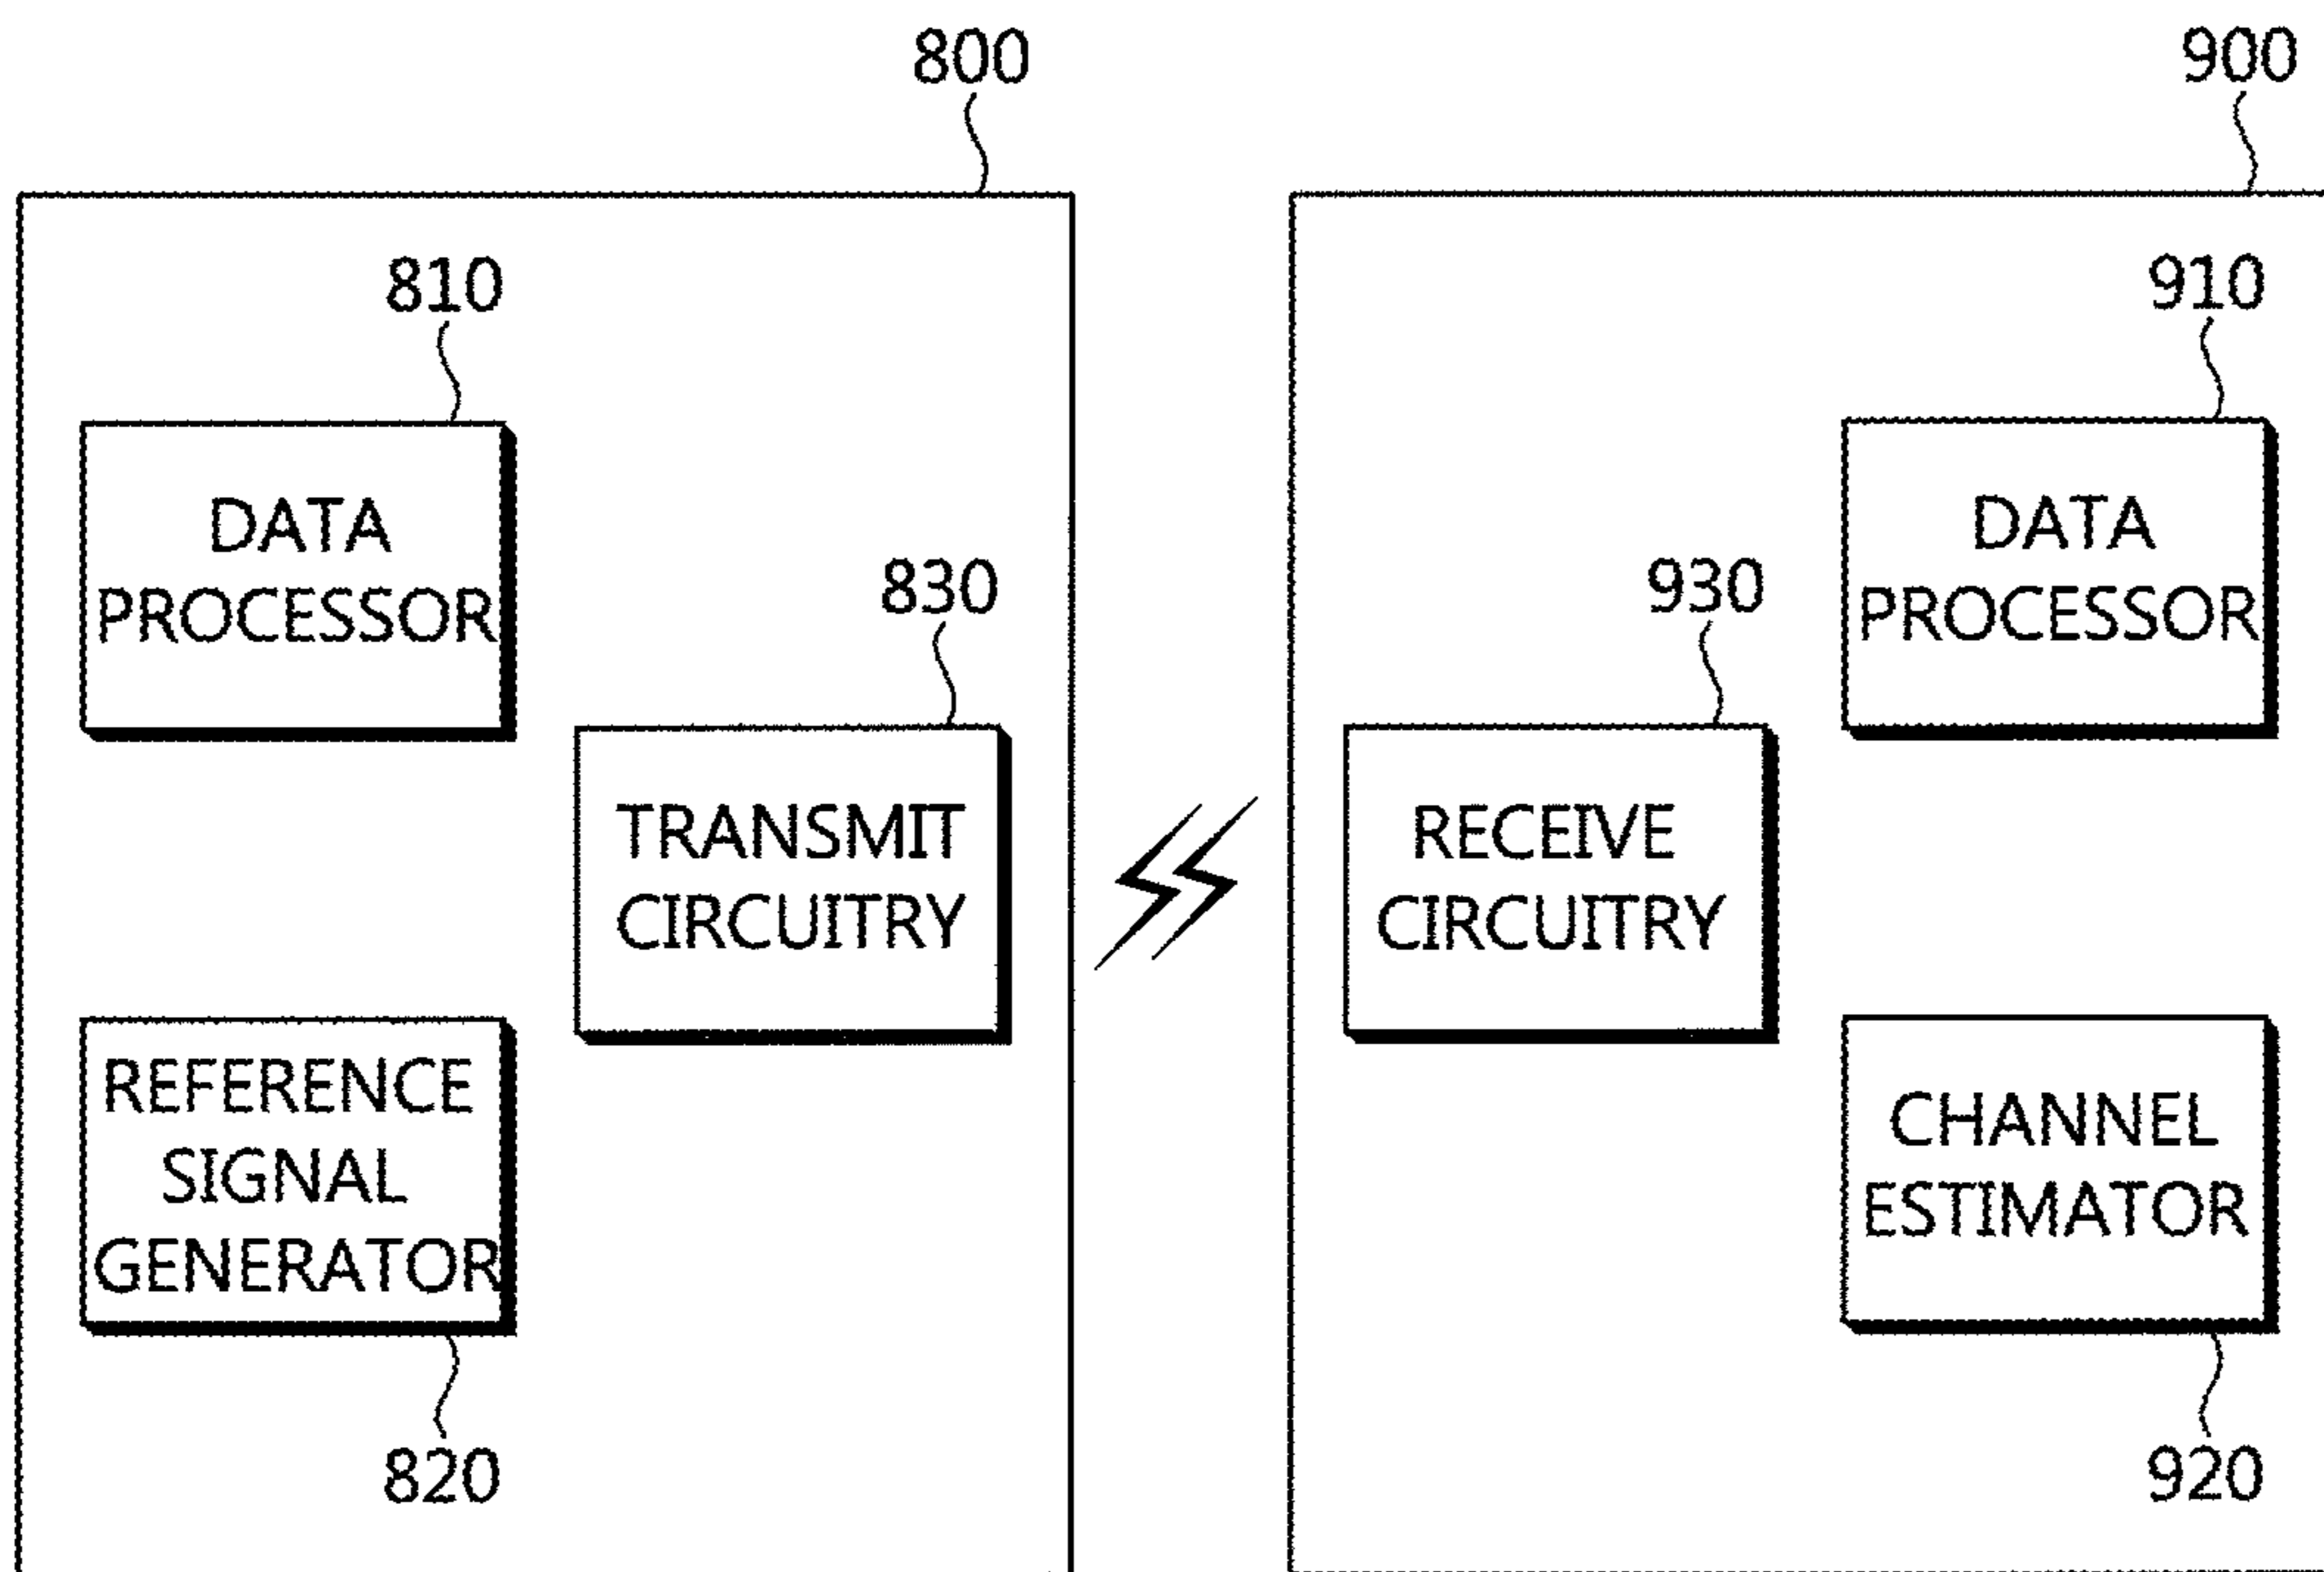 800
900
810
DATA
PROCESSOR
830
TRANSMIT
CIRCUITRY
REFERENCE
SIGNAL
GENERATOR
820
910
DATA
PROCESSOR
930
RECEIVE
CIRCUITRY
CHANNEL
ESTIMATOR
920